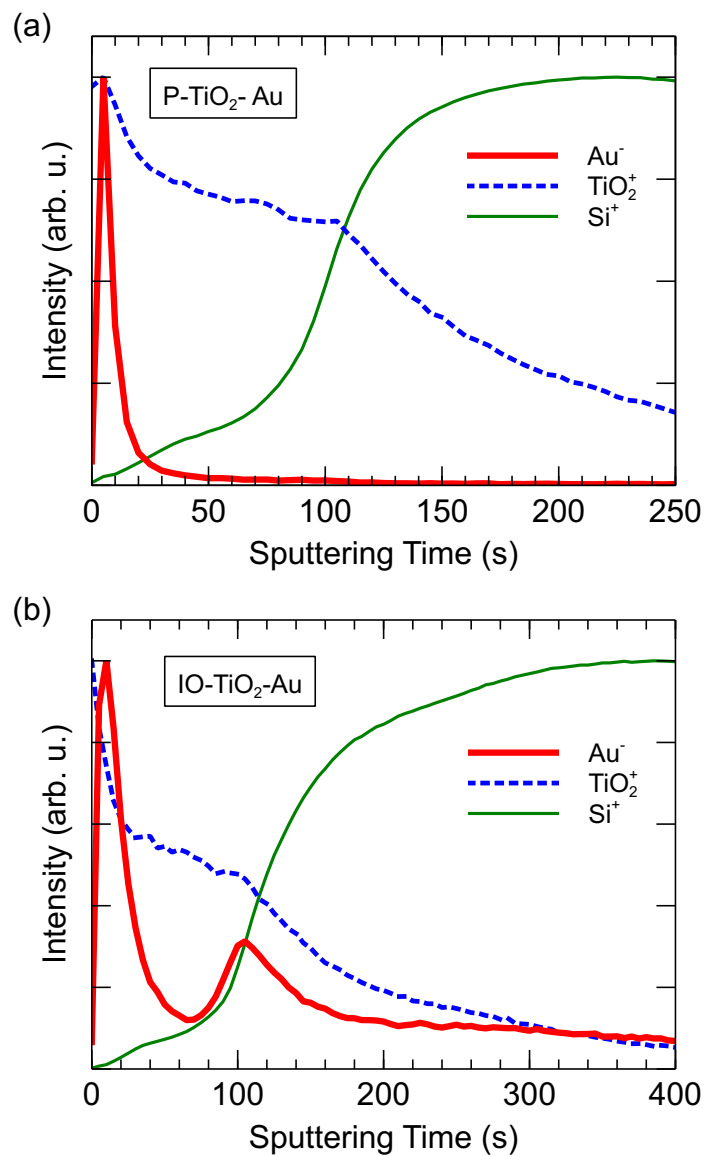 (a)
P-TiO₂- Au
Au⁻
TiO₂⁺
Si⁺
Intensity (arb. u.)
0 50 100 150 200 250
Sputtering Time (s)
(b)
IO-TiO₂-Au
Au⁻
TiO₂⁺
Si⁺
Intensity (arb. u.)
0 100 200 300 400
Sputtering Time (s)